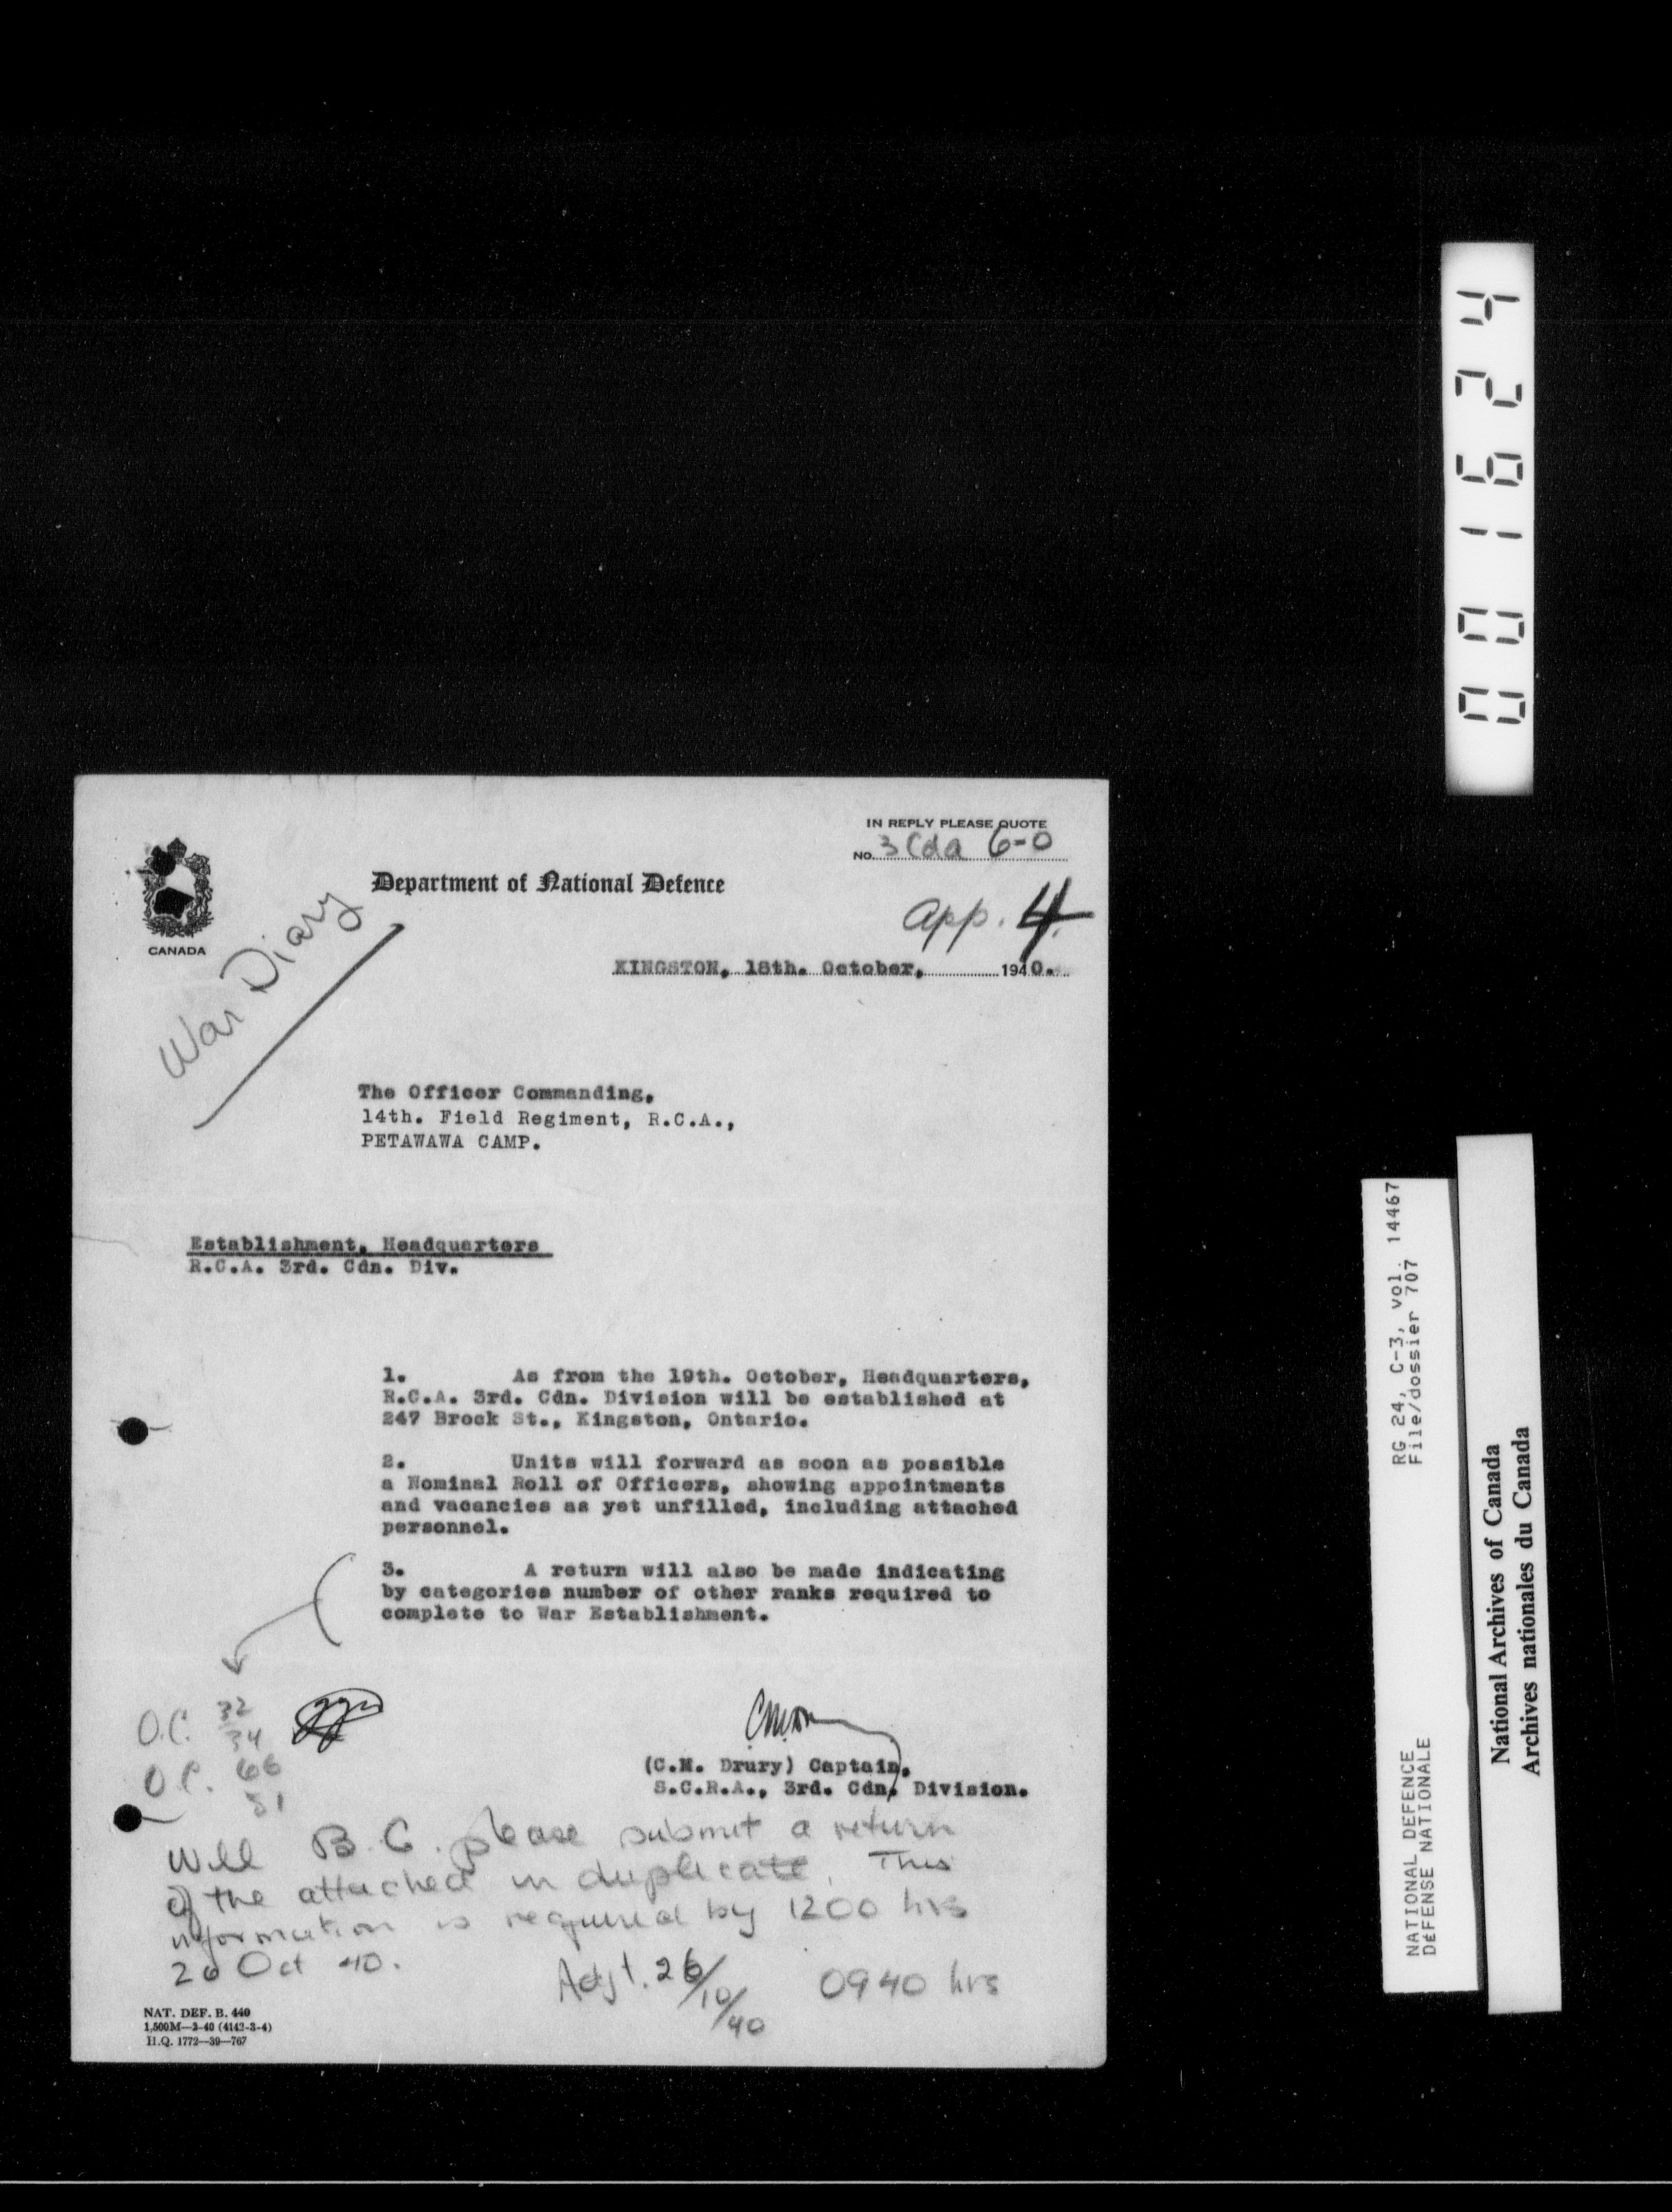 IN REPLY PLEASE QUOTE
No. 3 Cda 6-0
Department of National Defence
CANADA
War Diary
App. 4.
KINGSTON, 18th. October, 1940.
The Officer Commanding,
14th. Field Regiment, R.C.A.,
PETAWAWA CAMP.
Establishment, Headquarters
R.C.A. 3rd. Cdn. Div.
1. As from the 19th. October, Headquarters,
R.C.A. 3rd. Cdn. Division will be established at
247 Brock St., Kingston, Ontario.
2. Units will forward as soon as possible
a Nominal Roll of Officers, showing appointments
and vacancies as yet unfilled, including attached
personnel.
3. A return will also be made indicating
by categories number of other ranks required to
complete to War Establishment.
O.C. 32
34
O.C. 66
81
(C.M. Drury) Captain,
S.C.R.A., 3rd. Cdn. Division.
Will B.C. please submit a return
of the attached in duplicate. This
information is required by 1200 hrs
26 Oct 40.
Adjt. 26/10/40 0940 hrs
NAT. DEF. B. 440
1,500M—3-40 (4142-3-4)
H.Q. 1772—39—767
001624
RG 24, C-3, vol. 14467
File/dossier 707
NATIONAL DEFENCE
DÉFENSE NATIONALE
National Archives of Canada
Archives nationales du Canada